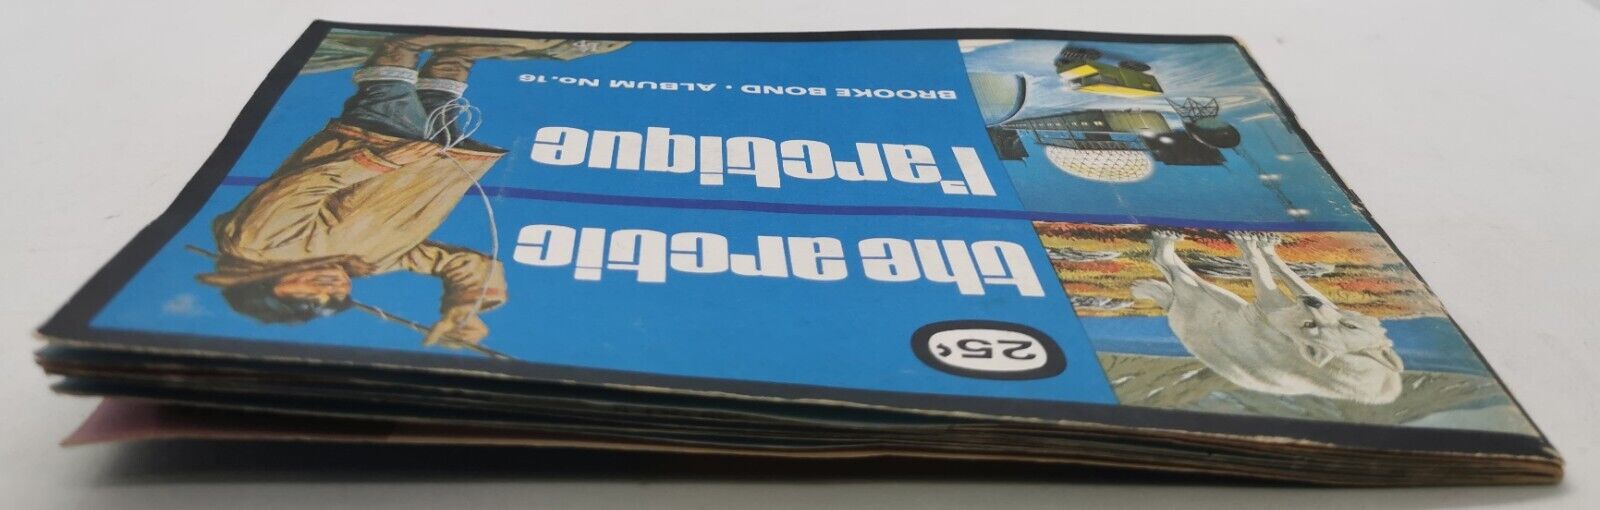 25¢
the arctic
l'arctique
BROOKE BOND • ALBUM No.16